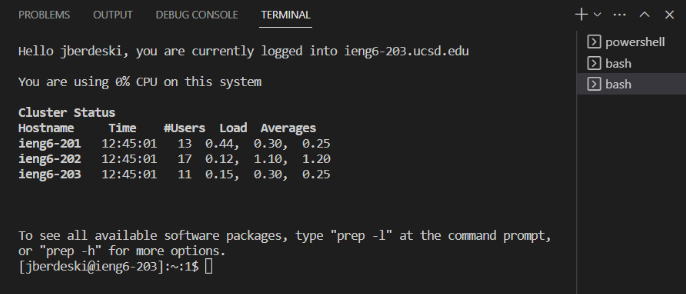 PROBLEMS OUTPUT DEBUG CONSOLE TERMINAL
powershell
bash
bash
Hello jberdeski, you are currently logged into ieng6-203.ucsd.edu
You are using 0% CPU on this system
Cluster Status
Hostname Time #Users Load Averages
ieng6-201 12:45:01 13 0.44, 0.30, 0.25
ieng6-202 12:45:01 17 0.12, 1.10, 1.20
ieng6-203 12:45:01 11 0.15, 0.30, 0.25
To see all available software packages, type "prep -l" at the command prompt,
or "prep -h" for more options.
[jberdeski@ieng6-203]:~:1$